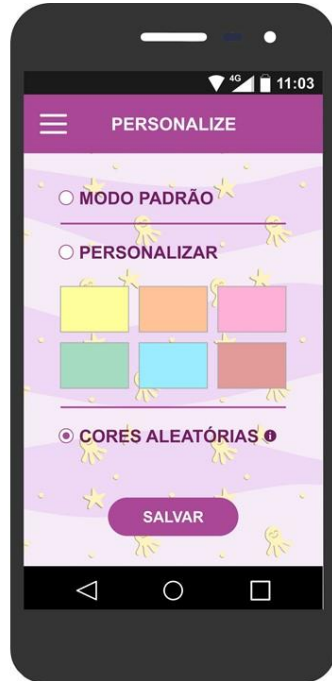 4G 11:03
PERSONALIZE
MODO PADRÃO
PERSONALIZAR
CORES ALEATÓRIAS i
SALVAR